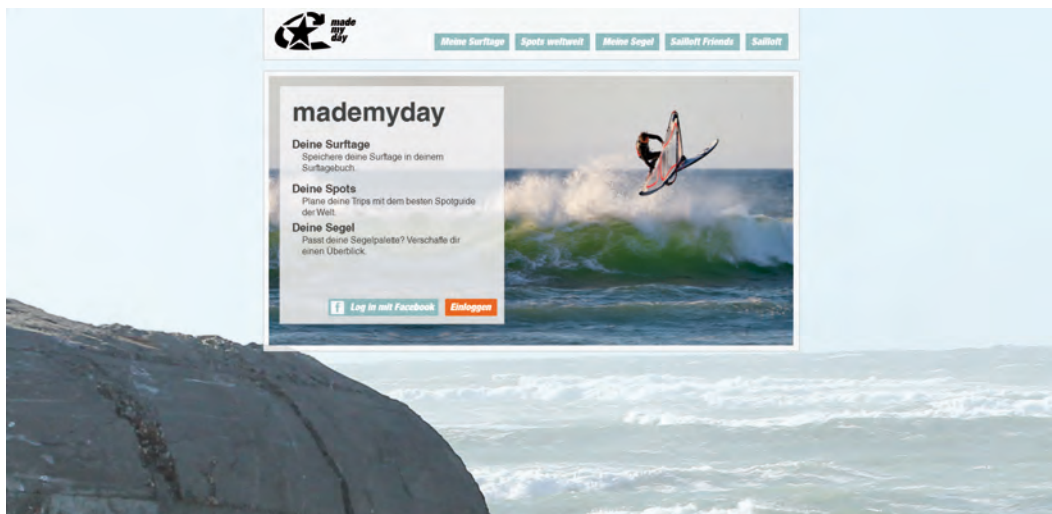 made
my
day
Meine Surftage
Spots weltweit
Meine Segel
Sailloft Friends
Sailloft
mademyday
Deine Surftage
Speichere deine Surftage in deinem
Surftagebuch.
Deine Spots
Plane deine Trips mit dem besten Spotguide
der Welt.
Deine Segel
Passt deine Segelpalette? Verschaffe dir
einen Überblick.
f Log in mit Facebook
Einloggen